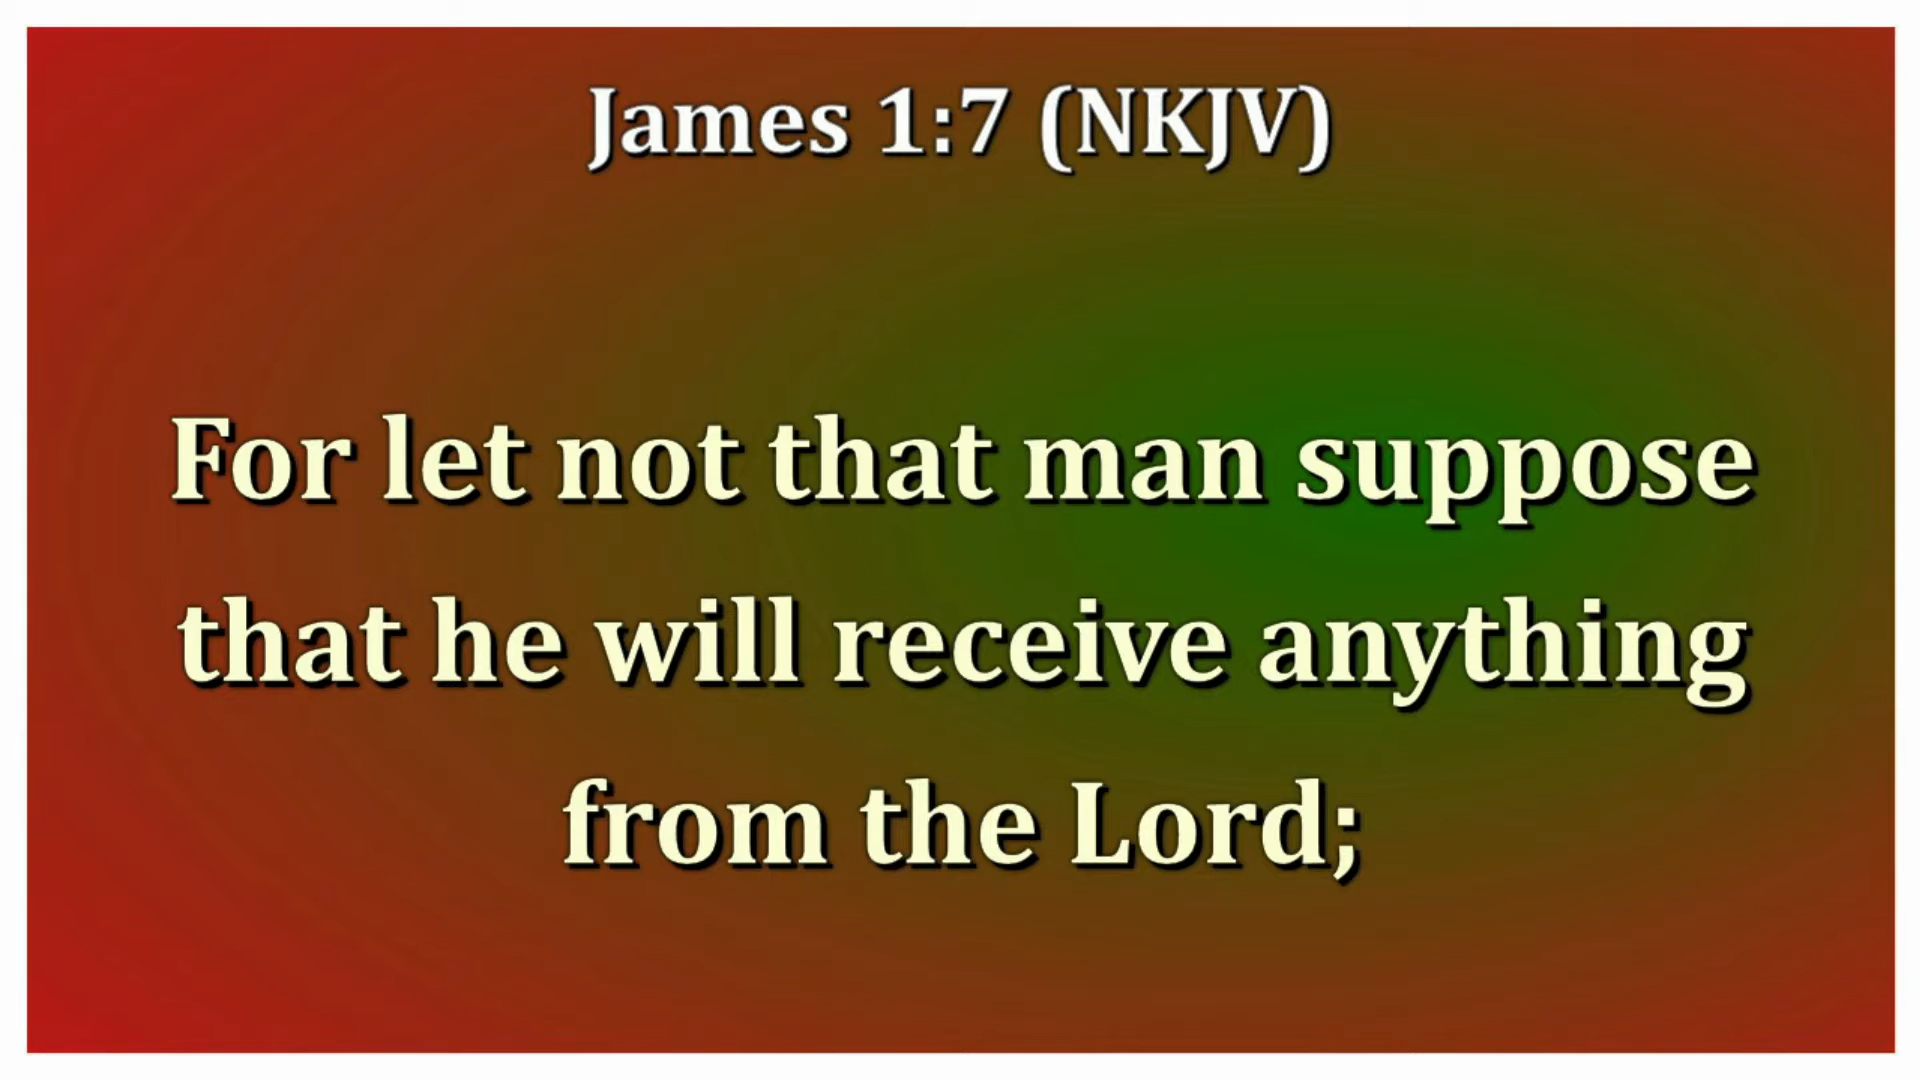 James 1:7 (NKJV)
For let not that man suppose
that he will receive anything
from the Lord;